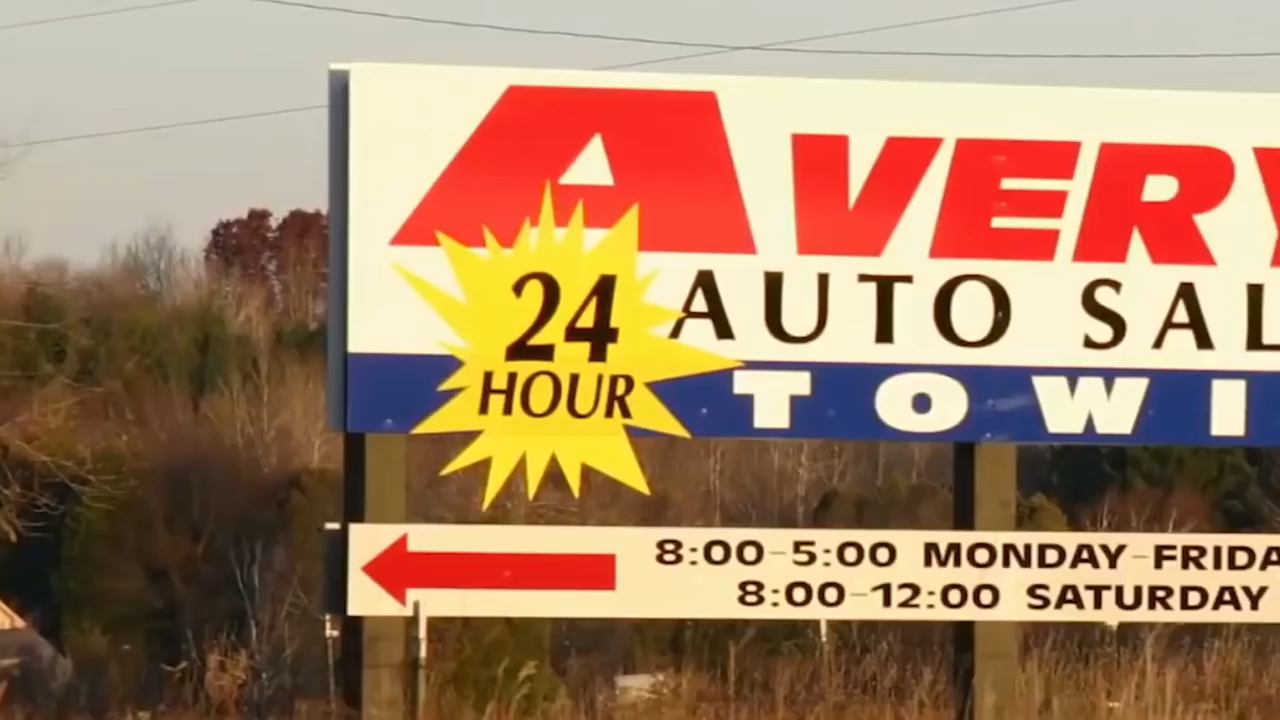 AVERY
24
HOUR
AUTO SAL
TOWI
8:00-5:00 MONDAY-FRIDA
8:00-12:00 SATURDAY